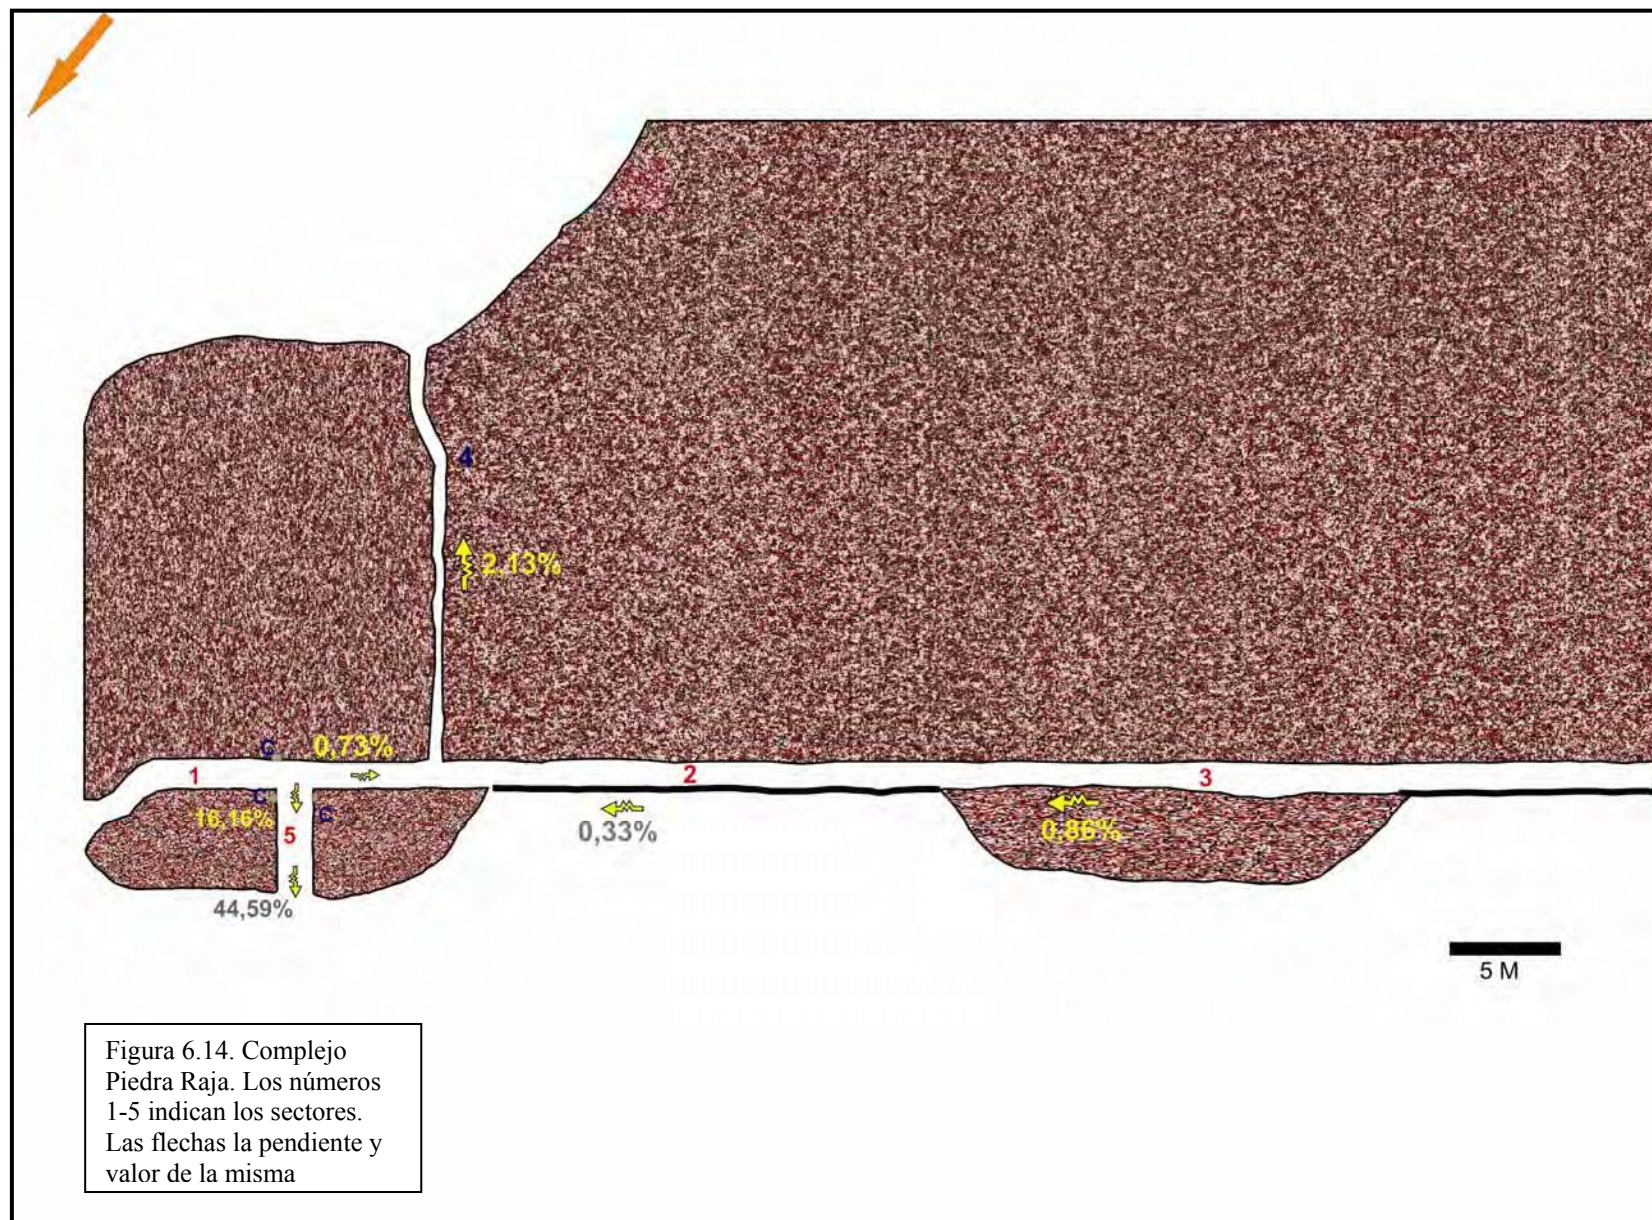 4
2,13%
C
0,73%
1
2
3
C
16,16%
C
5
0,33%
0,86%
44,59%
5 M
Figura 6.14. Complejo
Piedra Raja. Los números
1-5 indican los sectores.
Las flechas la pendiente y
valor de la misma